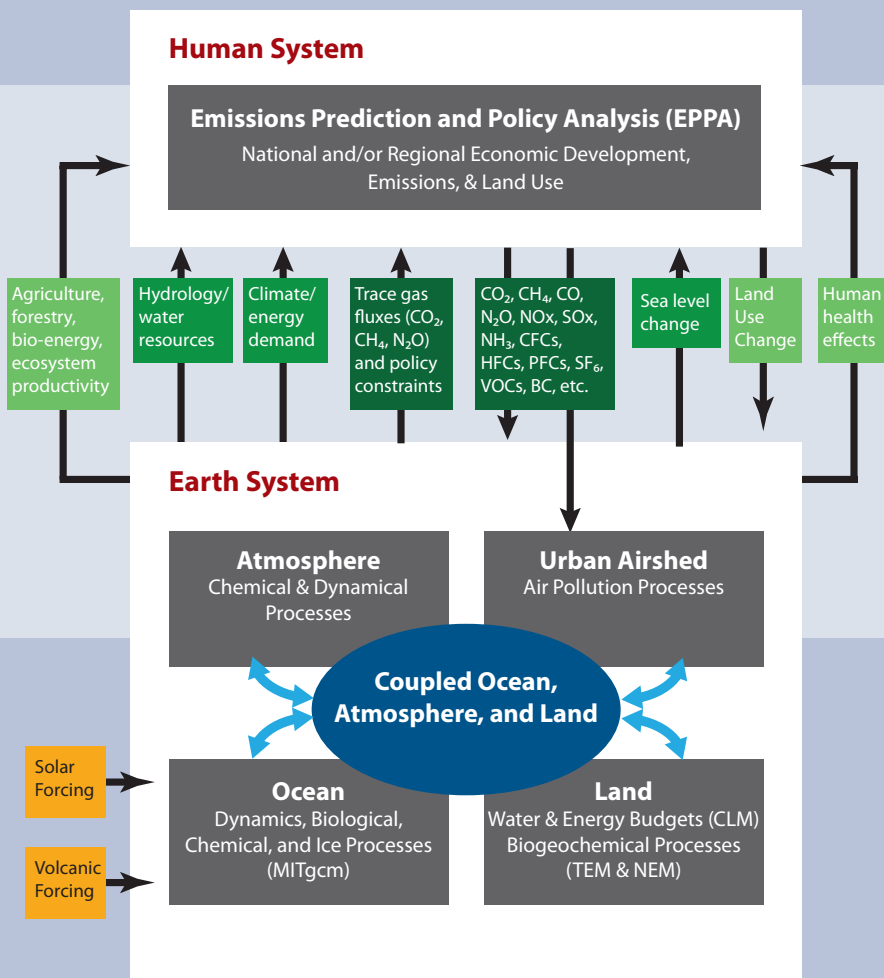 Human System
Emissions Prediction and Policy Analysis (EPPA)
National and/or Regional Economic Development,
Emissions, & Land Use
Agriculture,
forestry,
bio-energy,
ecosystem
productivity
Hydrology/
water
resources
Climate/
energy
demand
Trace gas
fluxes (CO₂,
CH₄, N₂O)
and policy
constraints
CO₂, CH₄, CO,
N₂O, NOx, SOx,
NH₃, CFCs,
HFCs, PFCs, SF₆,
VOCs, BC, etc.
Sea level
change
Land
Use
Change
Human
health
effects
Earth System
Atmosphere
Chemical & Dynamical
Processes
Urban Airshed
Air Pollution Processes
Coupled Ocean,
Atmosphere, and Land
Solar
Forcing
Volcanic
Forcing
Ocean
Dynamics, Biological,
Chemical, and Ice Processes
(MITgcm)
Land
Water & Energy Budgets (CLM)
Biogeochemical Processes
(TEM & NEM)